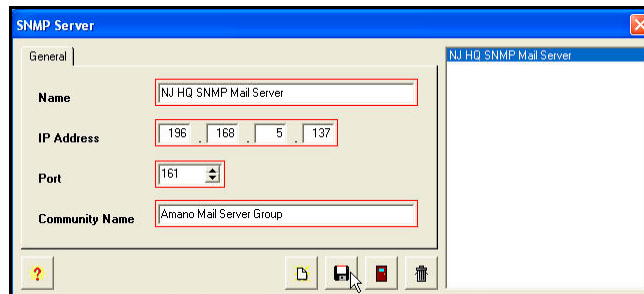 SNMP Server
General
NJ HQ SNMP Mail Server
Name
NJ HQ SNMP Mail Server
IP Address
196 . 168 . 5 . 137
Port
161
Community Name
Amano Mail Server Group
?